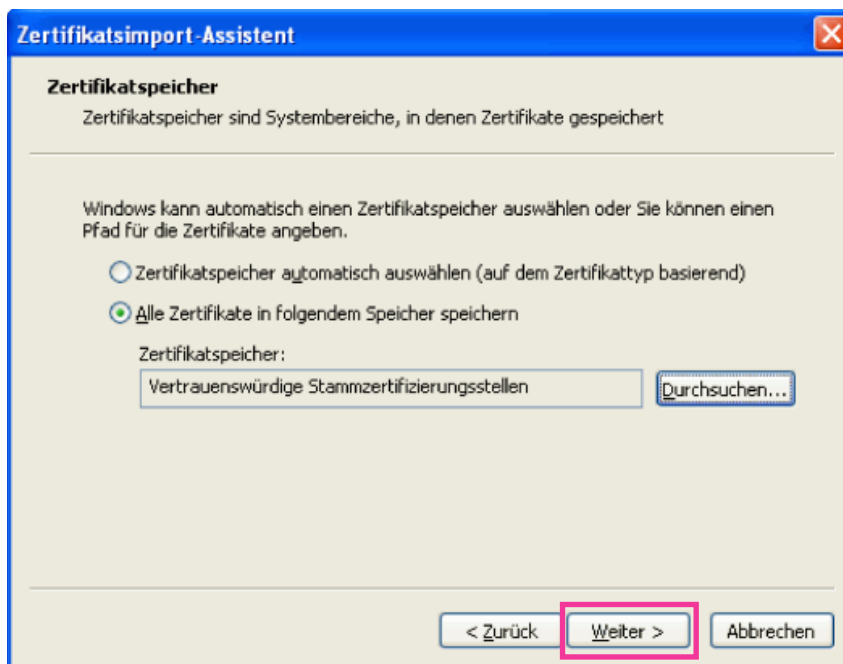 Zertifikatsimport-Assistent
Zertifikatspeicher
Zertifikatspeicher sind Systembereiche, in denen Zertifikate gespeichert
Windows kann automatisch einen Zertifikatspeicher auswählen oder Sie können einen
Pfad für die Zertifikate angeben.
Zertifikatspeicher automatisch auswählen (auf dem Zertifikattyp basierend)
Alle Zertifikate in folgendem Speicher speichern
Zertifikatspeicher:
Vertrauenswürdige Stammzertifizierungsstellen
Durchsuchen...
< Zurück
Weiter >
Abbrechen